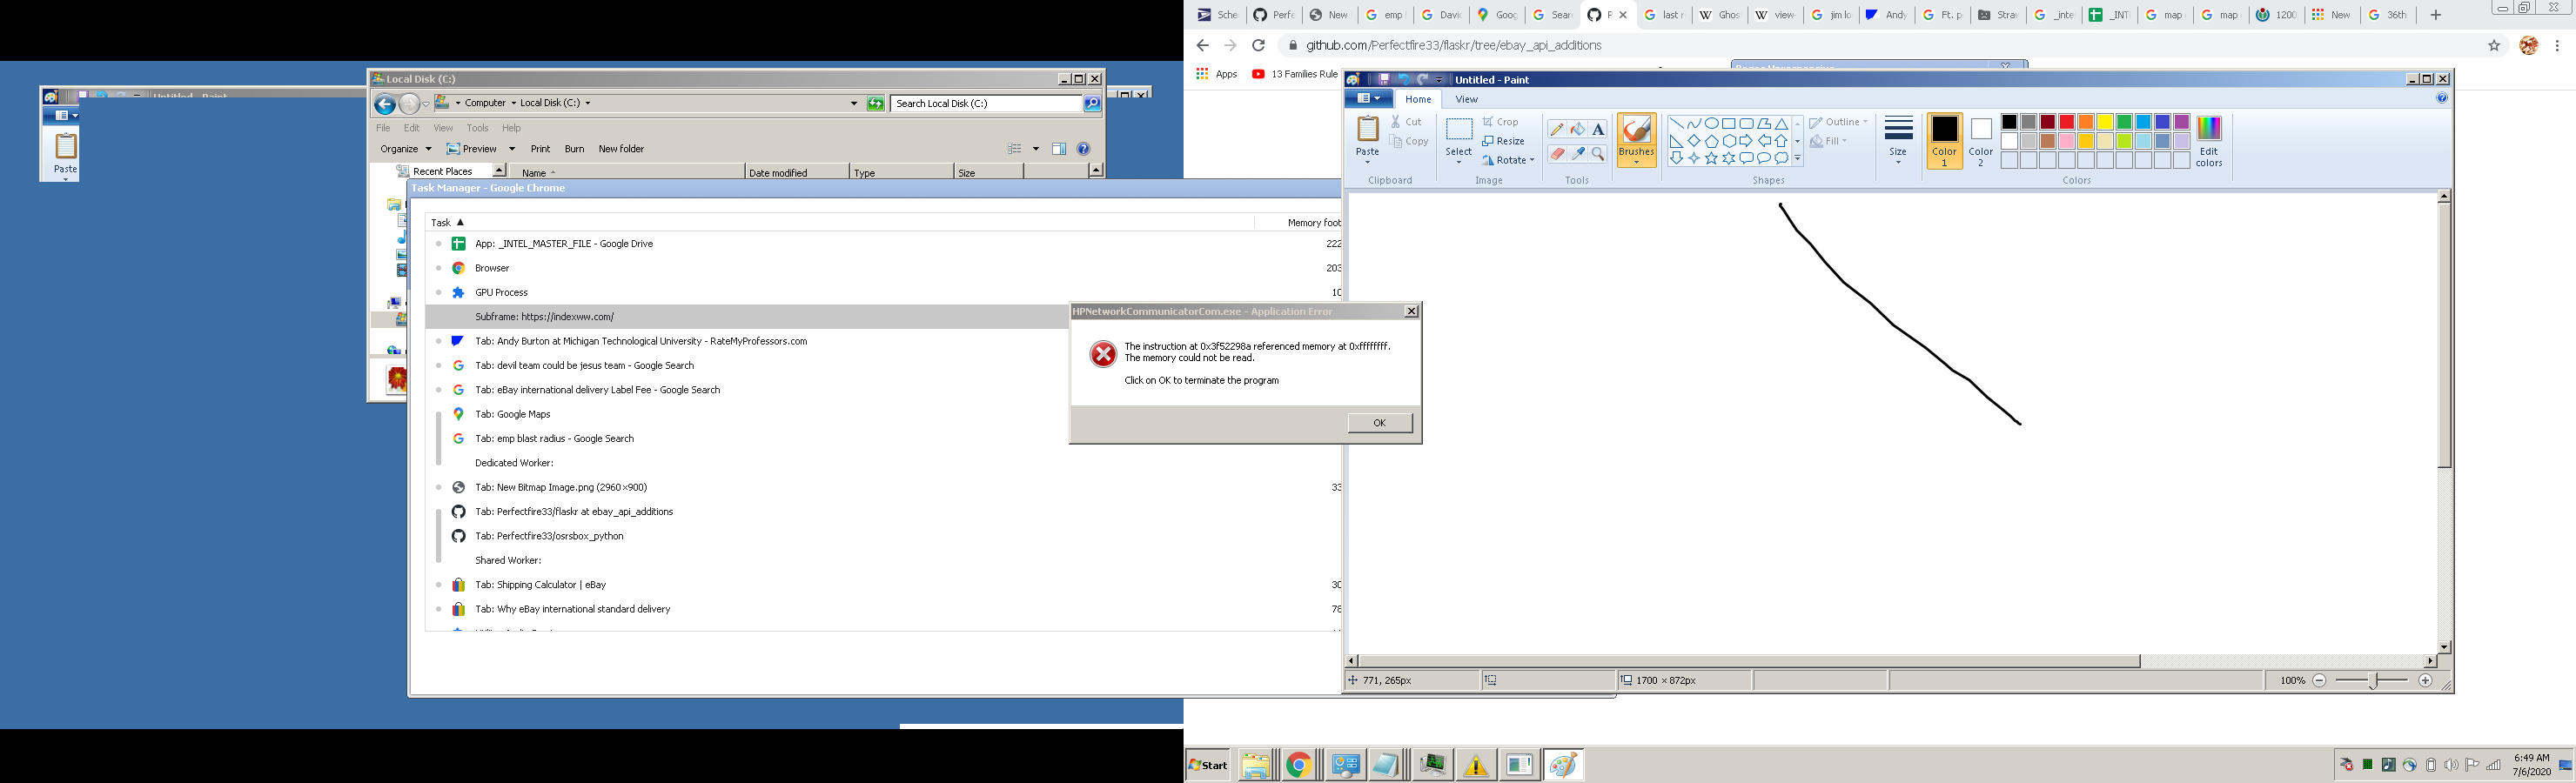 Sche
Perfe
New
emp
Davi
Goog
Sear
P
last r
Ghos
view-
jim lo
Andy
Ft. p
Stra
_inte
_INT
map
map
1200
New
36th
github.com/Perfectfire33/flaskr/tree/ebay_api_additions
Apps
13 Families Rule
Untitled - Paint
Paste
Local Disk (C:)
Computer
Local Disk (C:)
Search Local Disk (C:)
File
Edit
View
Tools
Help
Organize
Preview
Print
Burn
New folder
Recent Places
Name
Date modified
Type
Size
Task Manager - Google Chrome
Task
Memory foot
App: _INTEL_MASTER_FILE - Google Drive
222
Browser
203
GPU Process
10
Subframe: https://indexww.com/
Tab: Andy Burton at Michigan Technological University - RateMyProfessors.com
Tab: devil team could be jesus team - Google Search
Tab: eBay international delivery Label Fee - Google Search
Tab: Google Maps
Tab: emp blast radius - Google Search
Dedicated Worker:
Tab: New Bitmap Image.png (2960×900)
33
Tab: Perfectfire33/flaskr at ebay_api_additions
Tab: Perfectfire33/osrsbox_python
Shared Worker:
Tab: Shipping Calculator | eBay
30
Tab: Why eBay international standard delivery
78
HPNetworkCommunicatorCom.exe - Application Error
The instruction at 0x3f52298a referenced memory at 0xffffffff.
The memory could not be read.
Click on OK to terminate the program
OK
Untitled - Paint
Home
View
Paste
Cut
Copy
Clipboard
Select
Crop
Resize
Rotate
Image
Tools
Brushes
Shapes
Outline
Fill
Size
Color
1
Color
2
Edit
colors
Colors
771, 265px
1700 × 872px
100%
Start
6:49 AM
7/6/2020